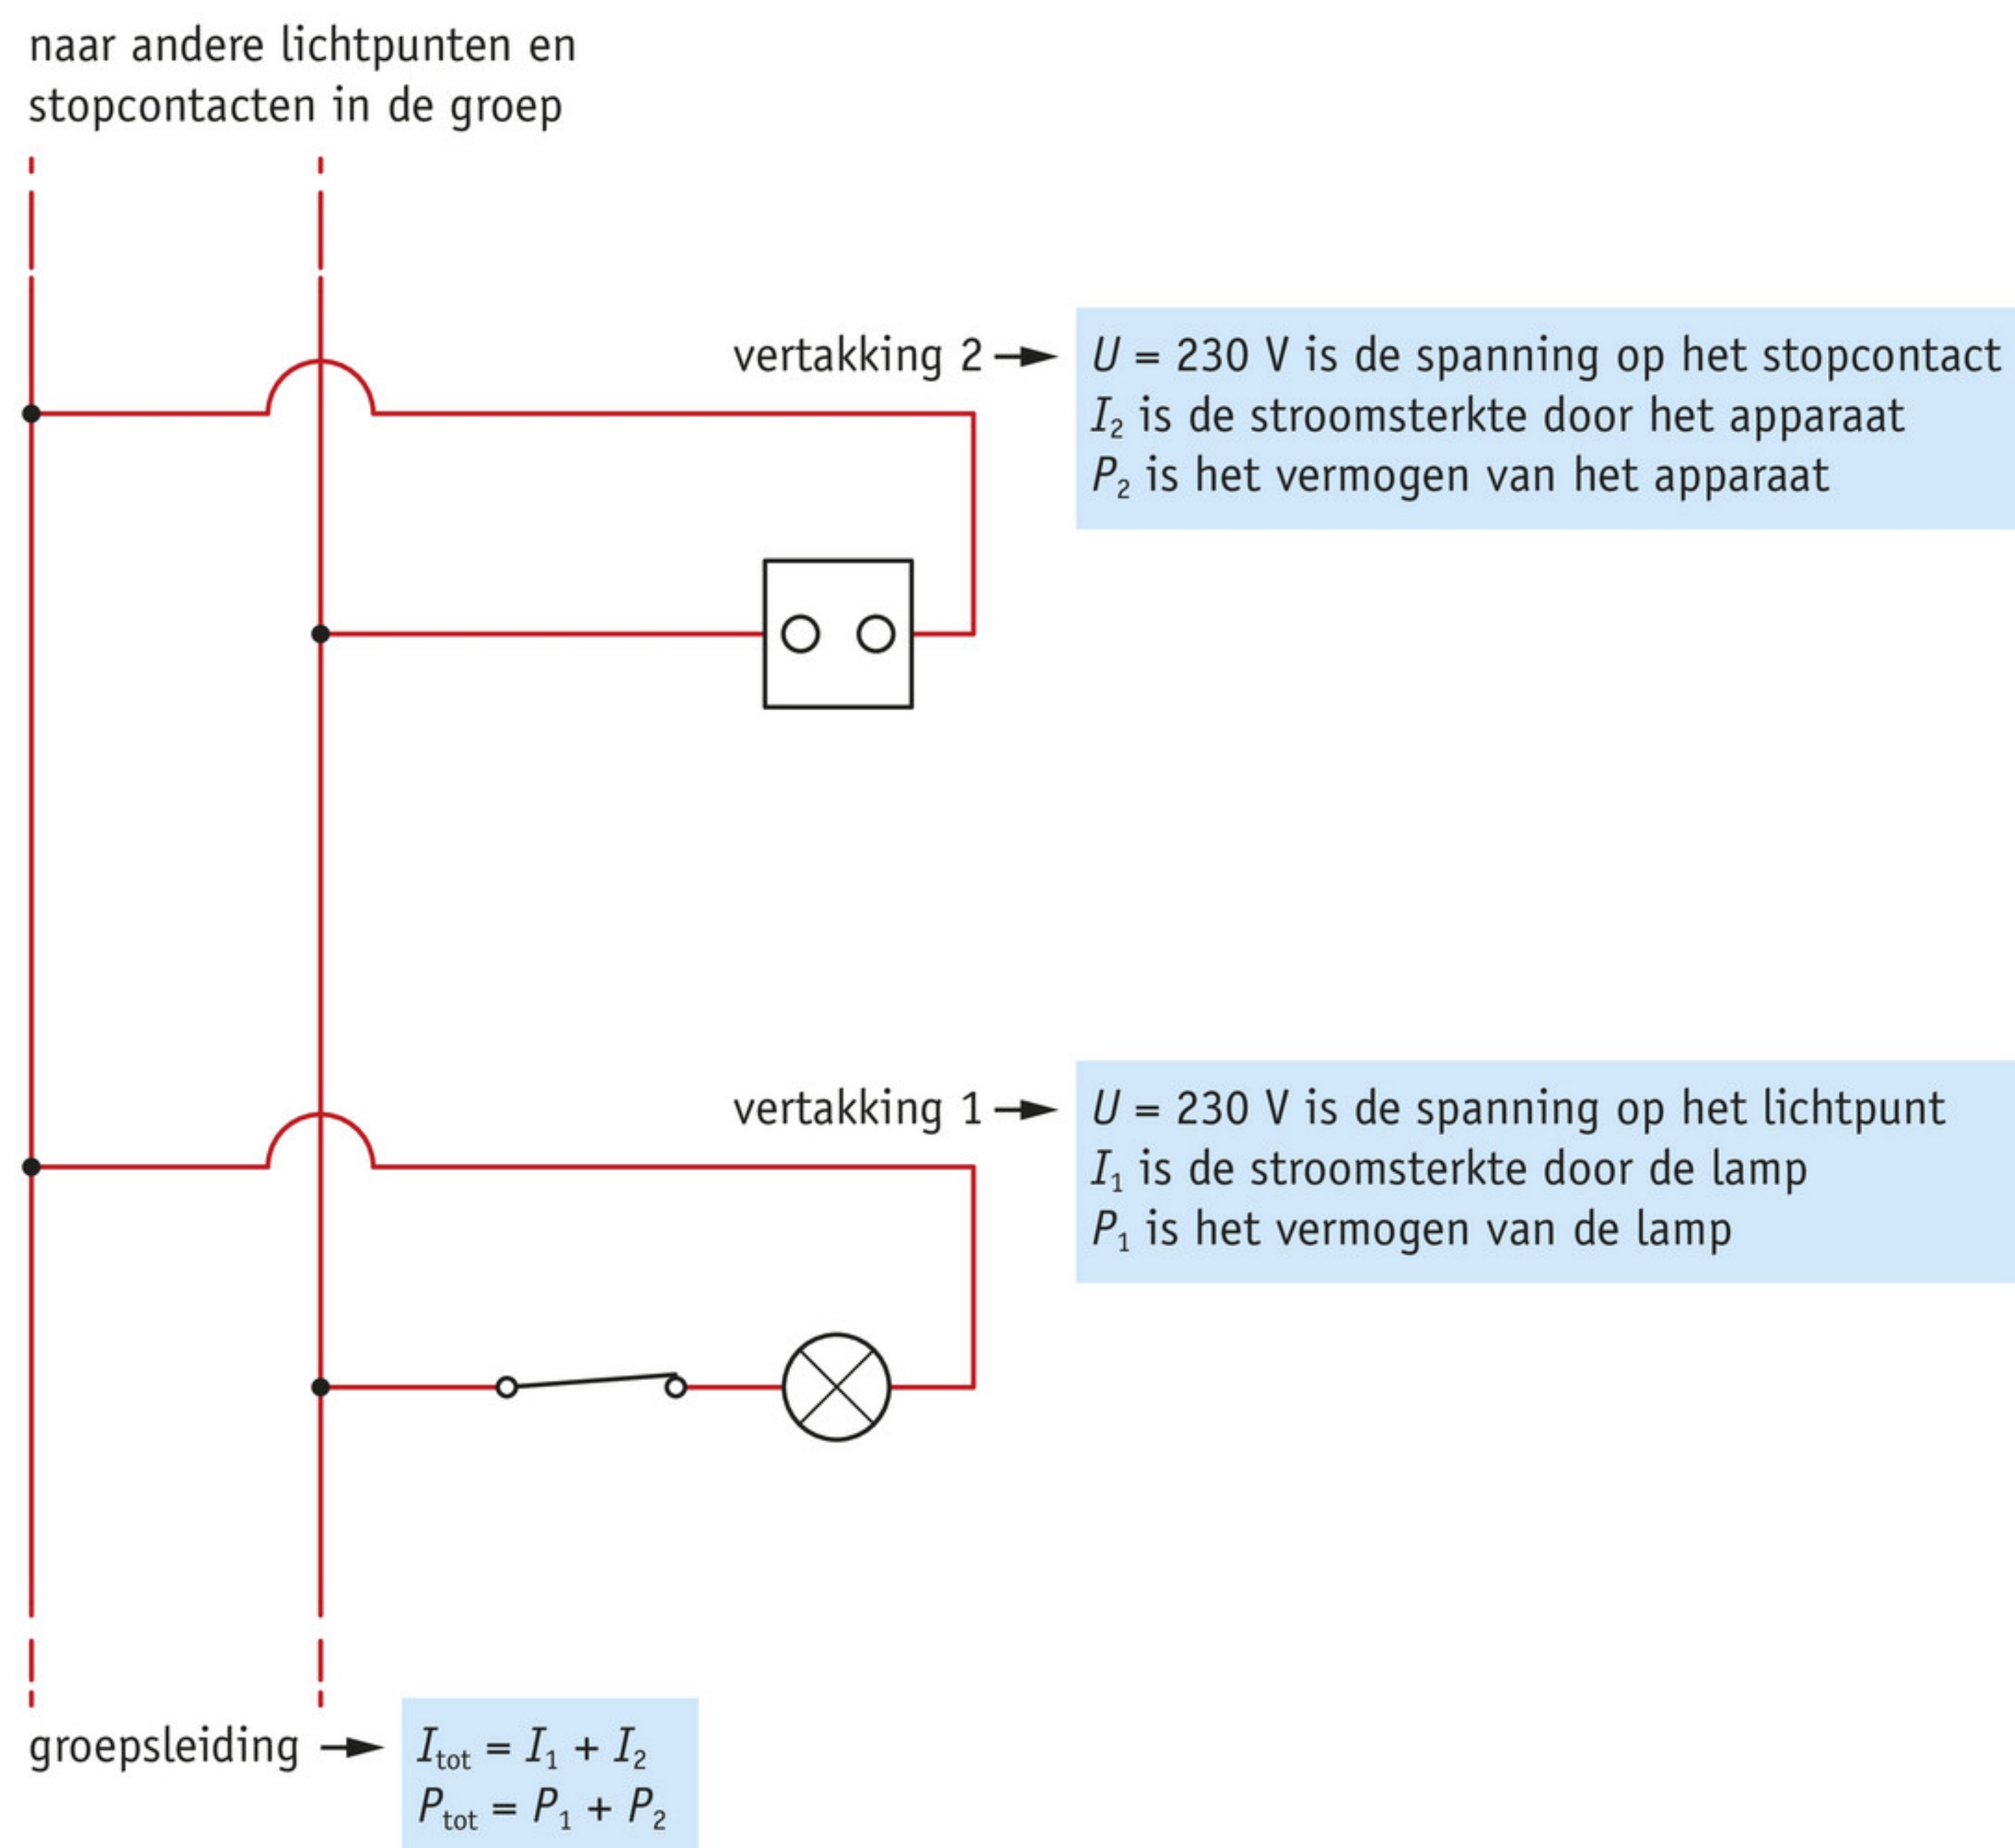 naar andere lichtpunten en
stopcontacten in de groep
vertakking 2
U = 230 V is de spanning op het stopcontact
I₂ is de stroomsterkte door het apparaat
P₂ is het vermogen van het apparaat
vertakking 1
U = 230 V is de spanning op het lichtpunt
I₁ is de stroomsterkte door de lamp
P₁ is het vermogen van de lamp
groepsleiding
Itot = I₁ + I₂
Ptot = P₁ + P₂